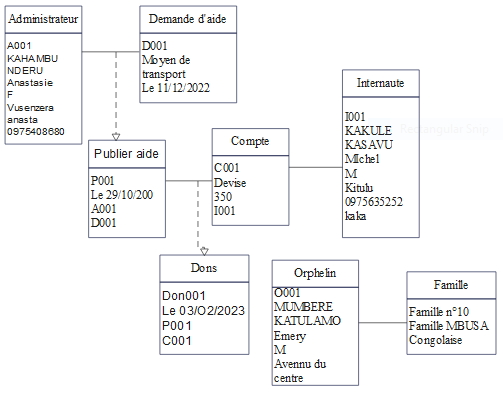 Administrateur
A001
KAHAMBU
NDERU
Anastasie
F
Vusenzera
anasta
0975408680
Demande d'aide
D001
Moyen de
transport
Le 11/12/2022
Internaute
I001
KAKULE
KASAVU
MIchel
M
Kitulu
0975635252
kaka
Publier aide
P001
Le 29/10/200
A001
D001
Compte
C001
Devise
350
I001
Dons
Don001
Le 03/O2/2023
P001
C001
Orphelin
O001
MUMBERE
KATULAMO
Emery
M
Avennu du
centre
Famille
Famille n°10
Famille MBUSA
Congolaise